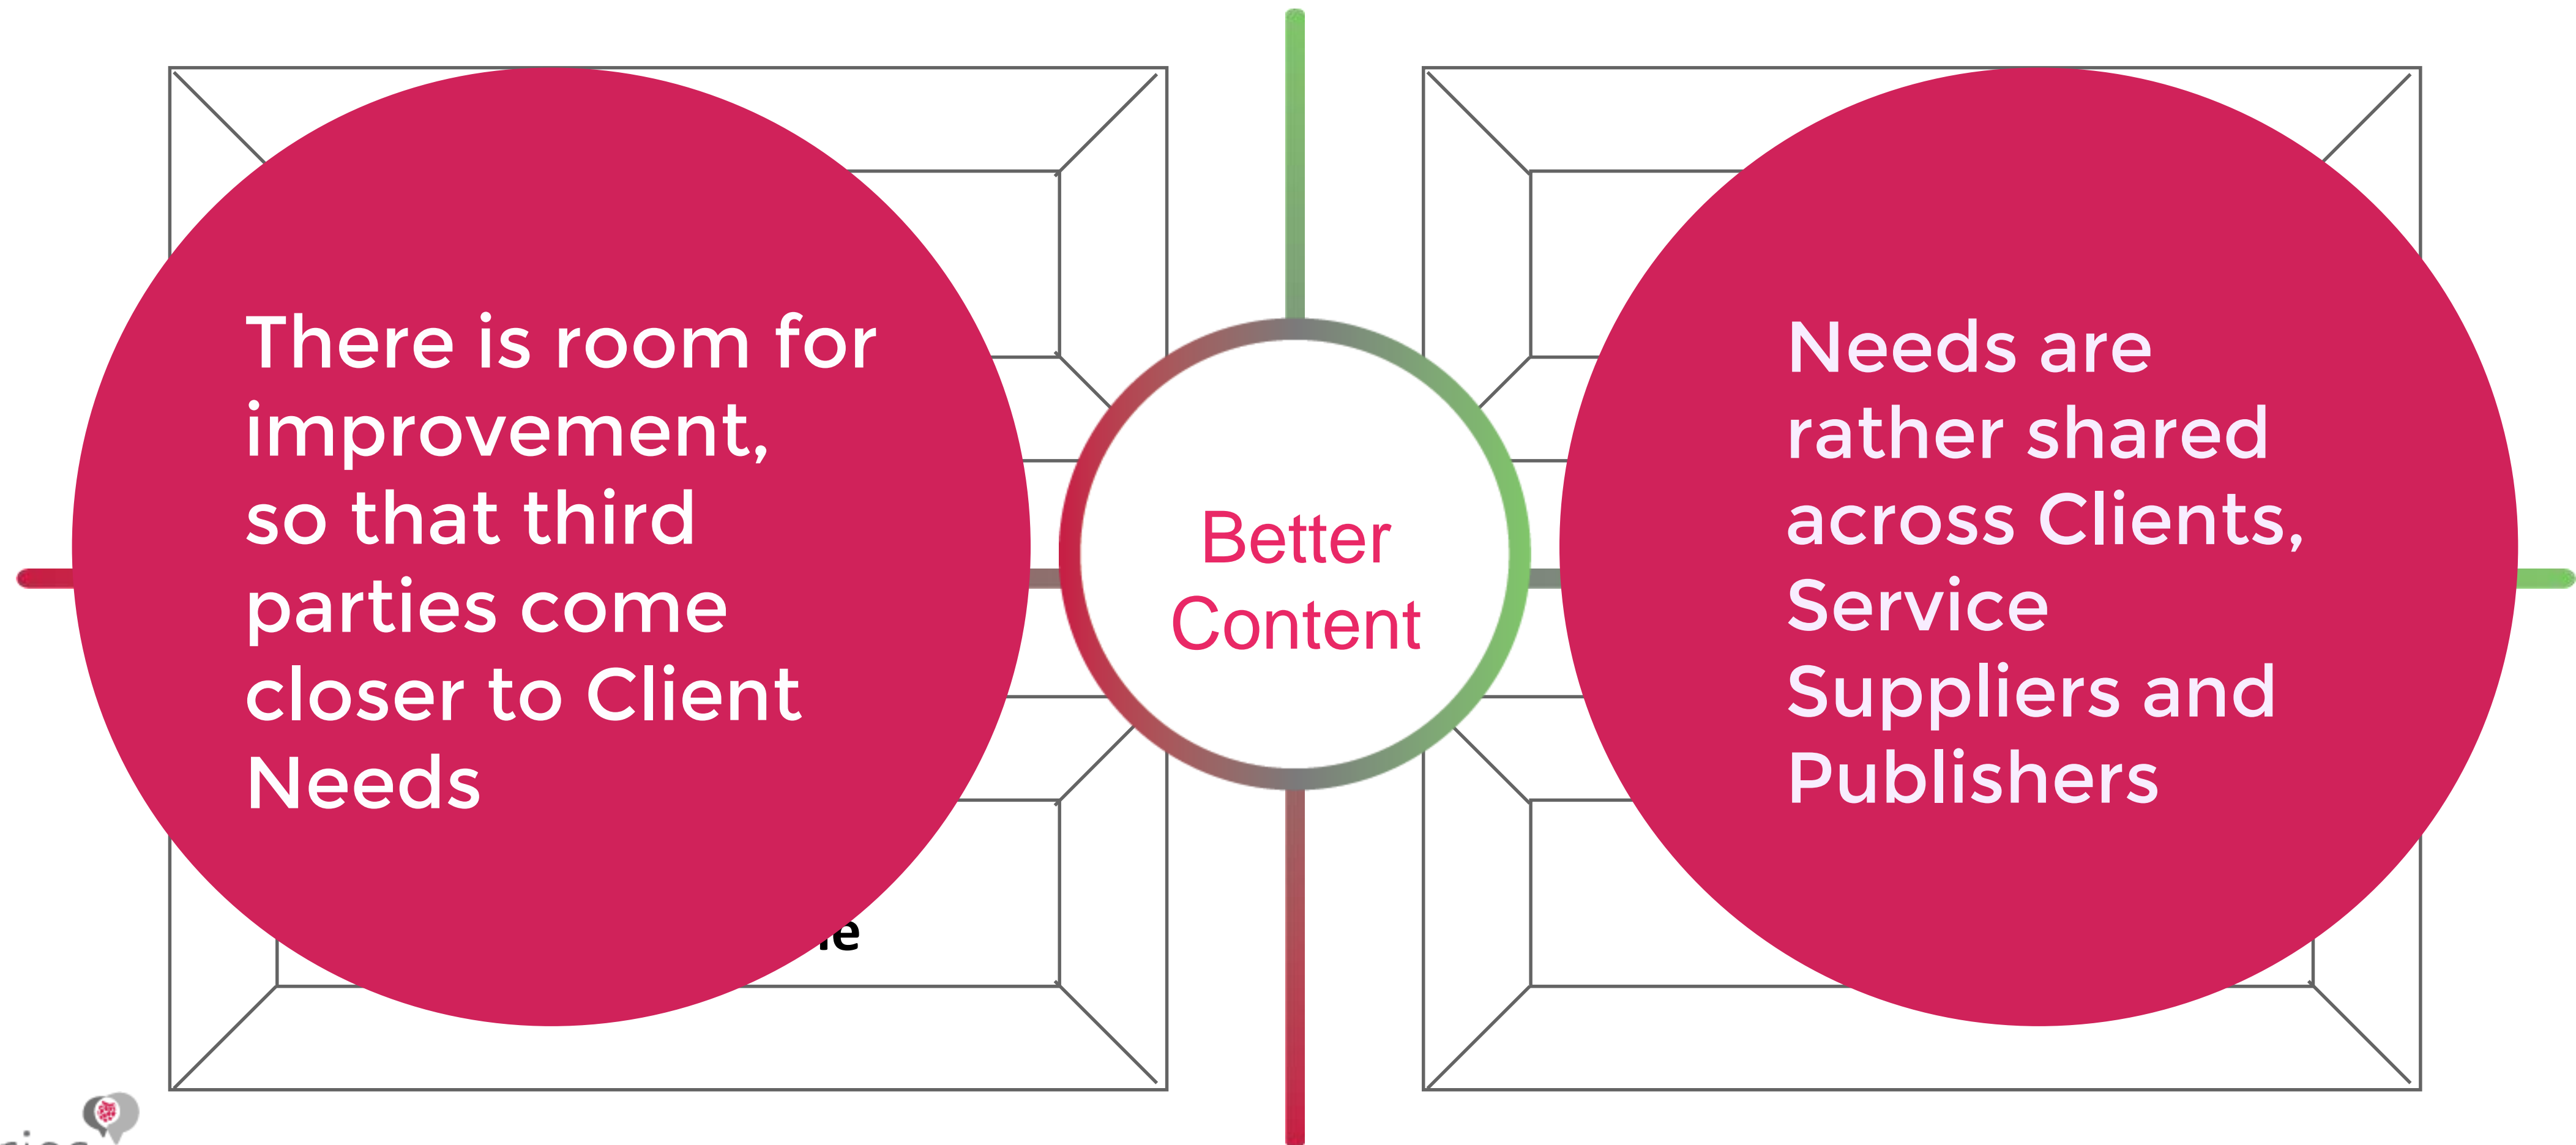 There is room for
improvement,
so that third
parties come
closer to Client
Needs
Better
Content
Needs are
rather shared
across Clients,
Service
Suppliers and
Publishers